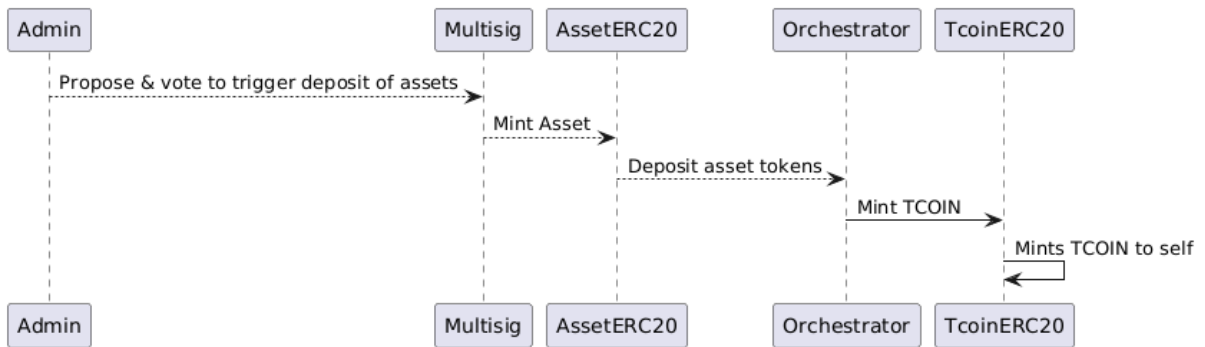 Admin Multisig AssetERC20 Orchestrator TcoinERC20
Propose & vote to trigger deposit of assets
Mint Asset
Deposit asset tokens
Mint TCOIN
Mints TCOIN to self
Admin Multisig AssetERC20 Orchestrator TcoinERC20